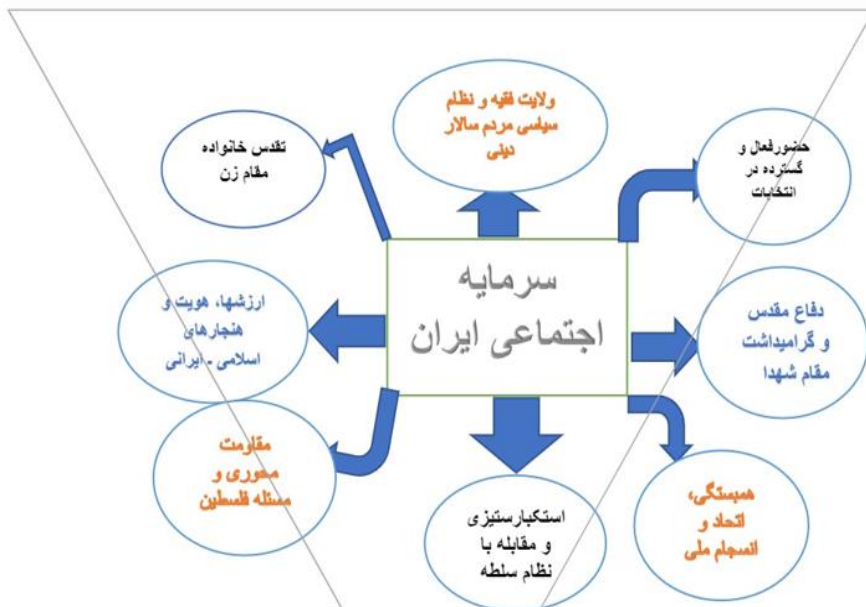 ولایت فقیه و نظام
سیاسی مردم سالار
دینی
حضورفعال و
گسترده در
انتخابات
تقدس خانواده
مقام زن
سرمایه
اجتماعی ایران
دفاع مقدس
و گرامیداشت
مقام شهدا
ارزشها، هویت و
هنجارهای
اسلامی - ایرانی
همبستگی،
اتحاد و
انسجام ملی
استکبارستیزی
و مقابله با
نظام سلطه
مقاومت
محوری و
مسئله فلسطین